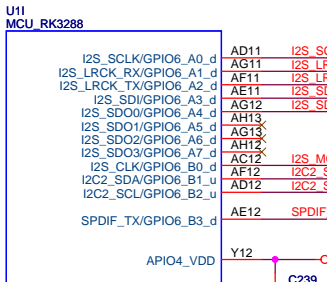 U1I
MCU_RK3288
I2S_SCLK/GPIO6_A0_d AD11
I2S_LRCK_RX/GPIO6_A1_d AG11
I2S_LRCK_TX/GPIO6_A2_d AF11
I2S_SDI/GPIO6_A3_d AE11
I2S_SDO0/GPIO6_A4_d AG12
I2S_SDO1/GPIO6_A5_d AH13
I2S_SDO2/GPIO6_A6_d AG13
I2S_SDO3/GPIO6_A7_d AH12
I2S_CLK/GPIO6_B0_d AC12
I2C2_SDA/GPIO6_B1_u AF12
I2C2_SCL/GPIO6_B2_u AD12
SPDIF_TX/GPIO6_B3_d AE12 SPDIF
APIO4_VDD Y12
C239